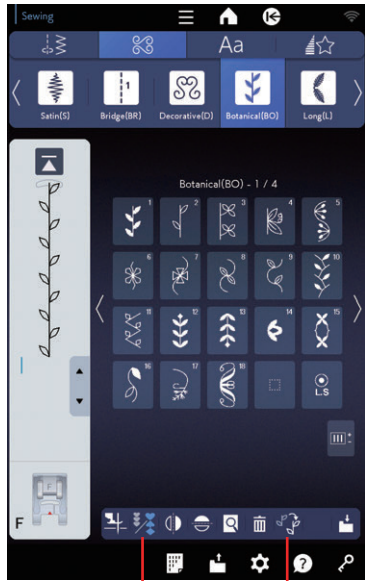 Sewing
Aa
1
Satin(S) Bridge(BR) Decorative(D) Botanical(BO) Long(L)
Botanical(BO) - 1 / 4
1 2 3 4 5
6 7 8 9 10
11 12 13 14 15
16 17 18 L.S
F
?